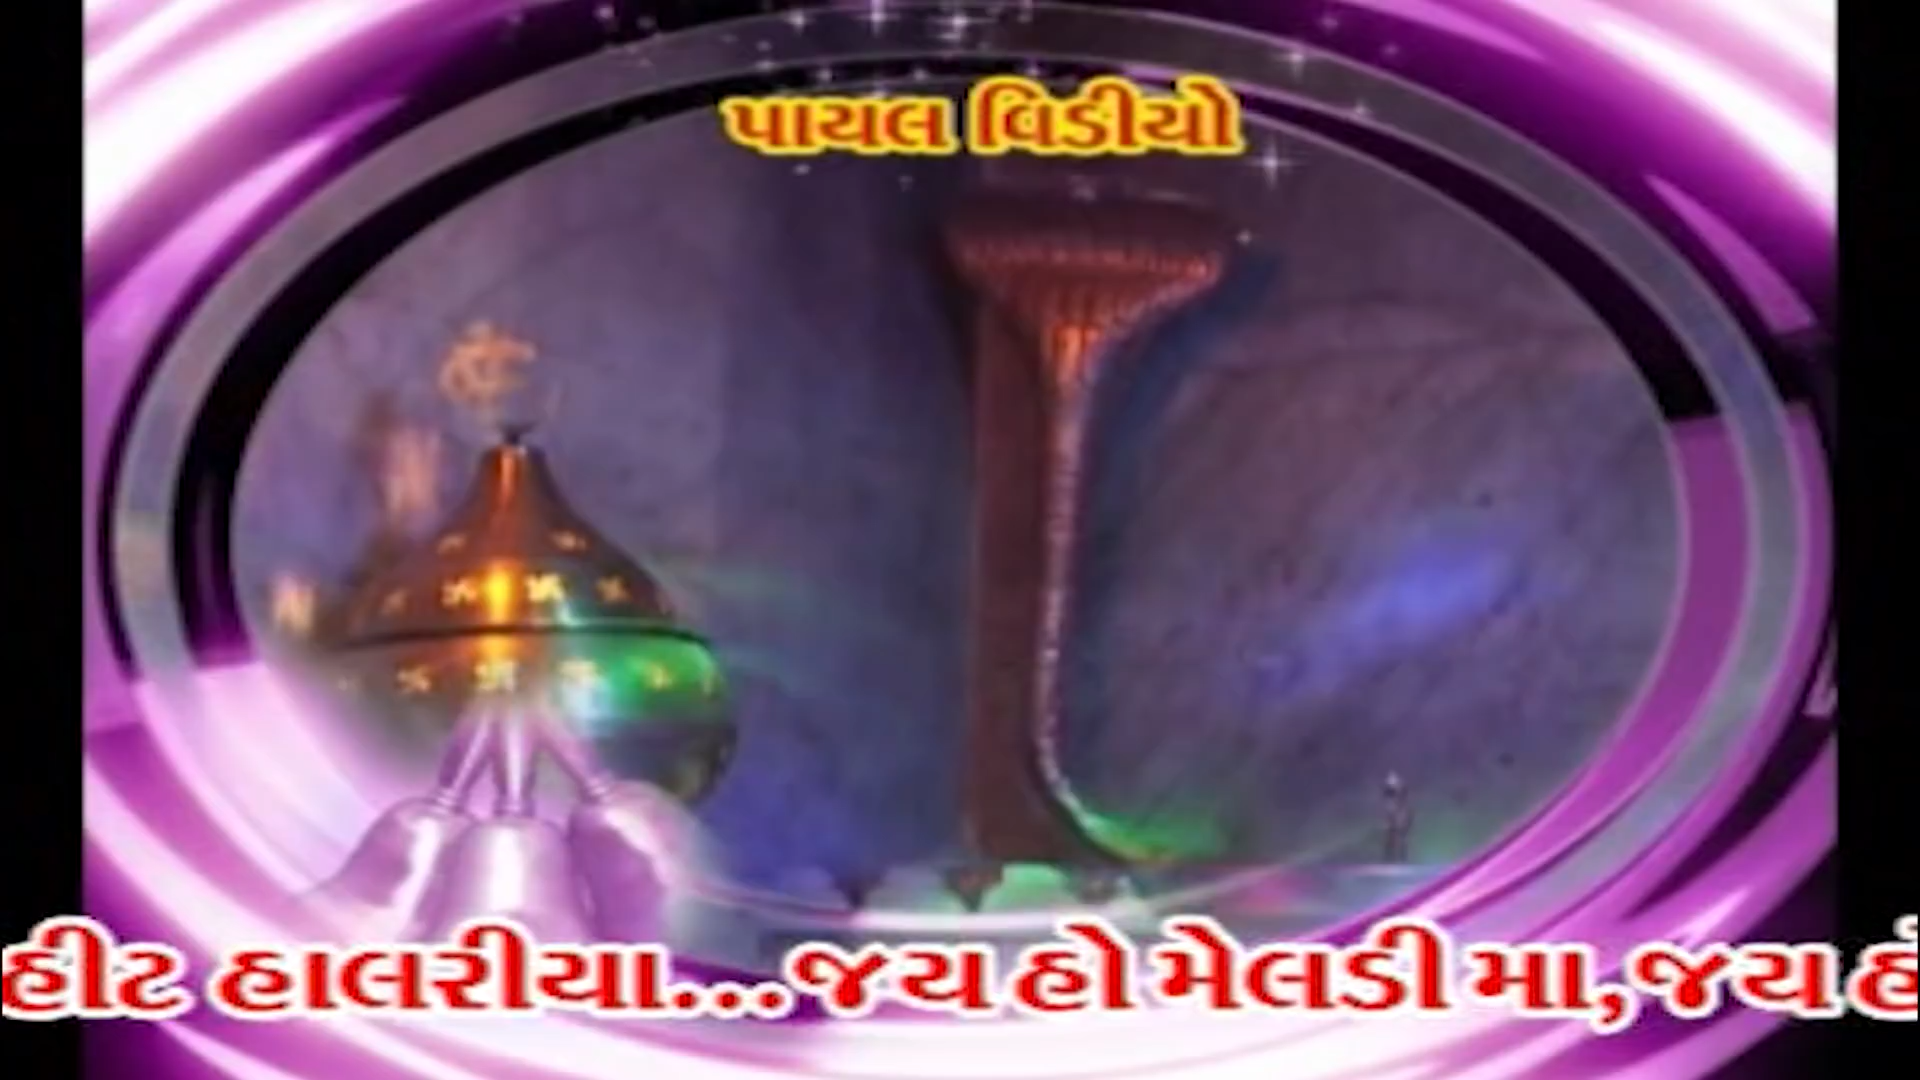 પાયલ વિડીયો
હીટ હાલરીયા...જય હો મેલડી મા,જય